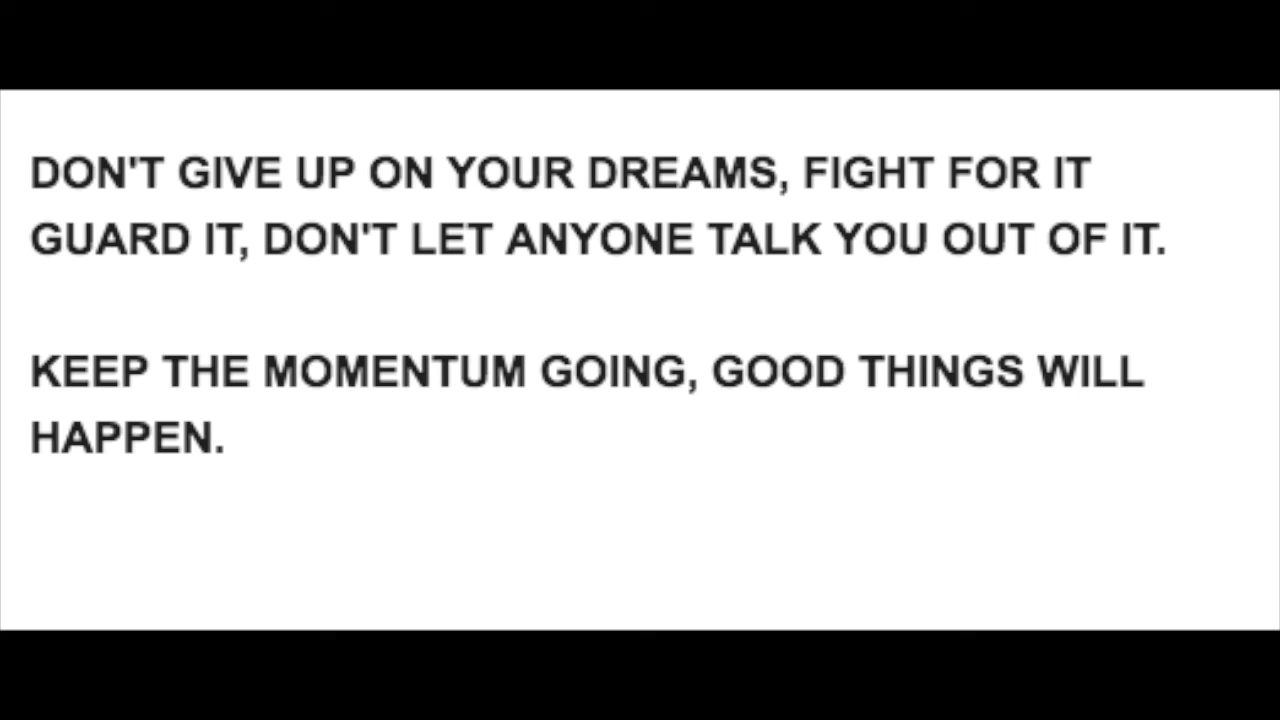 DON'T GIVE UP ON YOUR DREAMS, FIGHT FOR IT
GUARD IT, DON'T LET ANYONE TALK YOU OUT OF IT.
KEEP THE MOMENTUM GOING, GOOD THINGS WILL
HAPPEN.